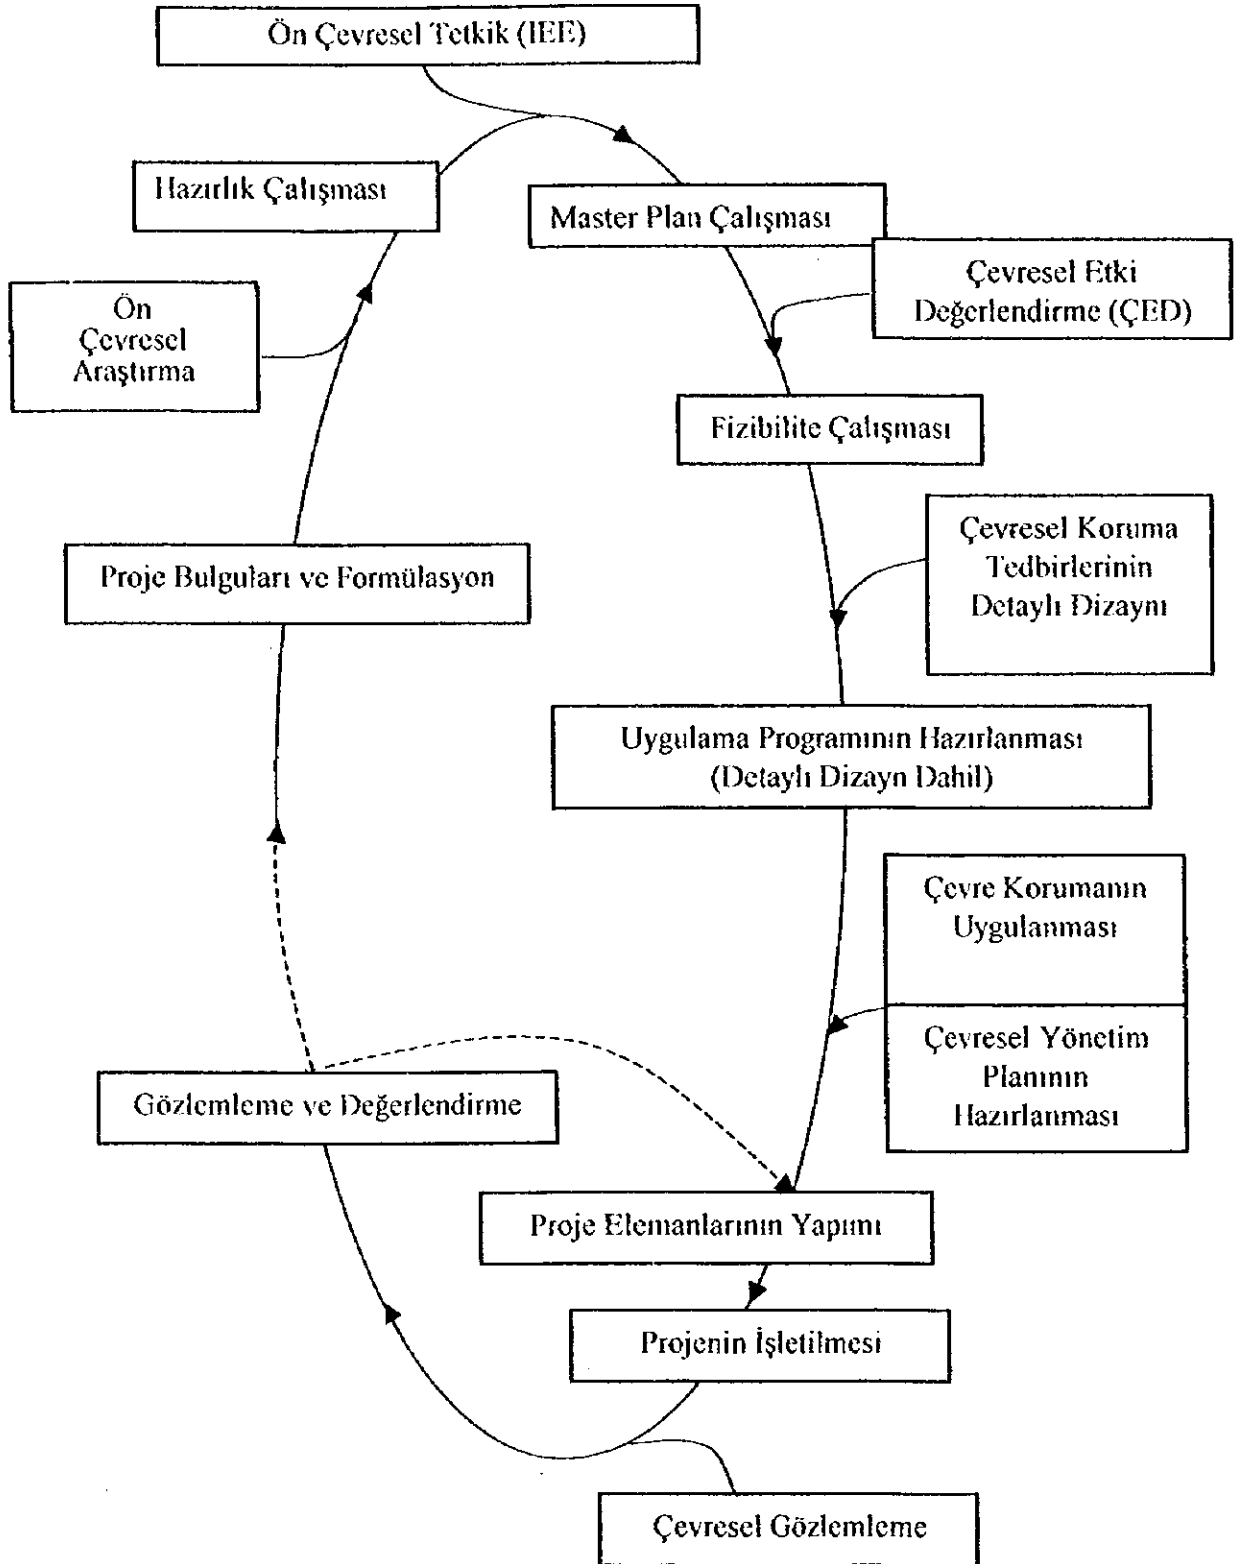 Ön Çevresel Tetkik (IEE)
Hazırlık Çalışması
Master Plan Çalışması
Çevresel Etki
Değerlendirme (ÇED)
Ön
Çevresel
Araştırma
Fizibilite Çalışması
Çevresel Koruma
Tedbirlerinin
Detaylı Dizaynı
Proje Bulguları ve Formülasyon
Uygulama Programının Hazırlanması
(Detaylı Dizayn Dahil)
Çevre Korumanın
Uygulanması
Çevresel Yönetim
Planının
Hazırlanması
Gözlemleme ve Değerlendirme
Proje Elemanlarının Yapımı
Projenin İşletilmesi
Çevresel Gözlemleme